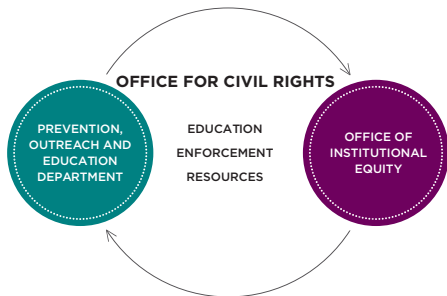 OFFICE FOR CIVIL RIGHTS
PREVENTION,
OUTREACH AND
EDUCATION
DEPARTMENT
EDUCATION
ENFORCEMENT
RESOURCES
OFFICE OF
INSTITUTIONAL
EQUITY